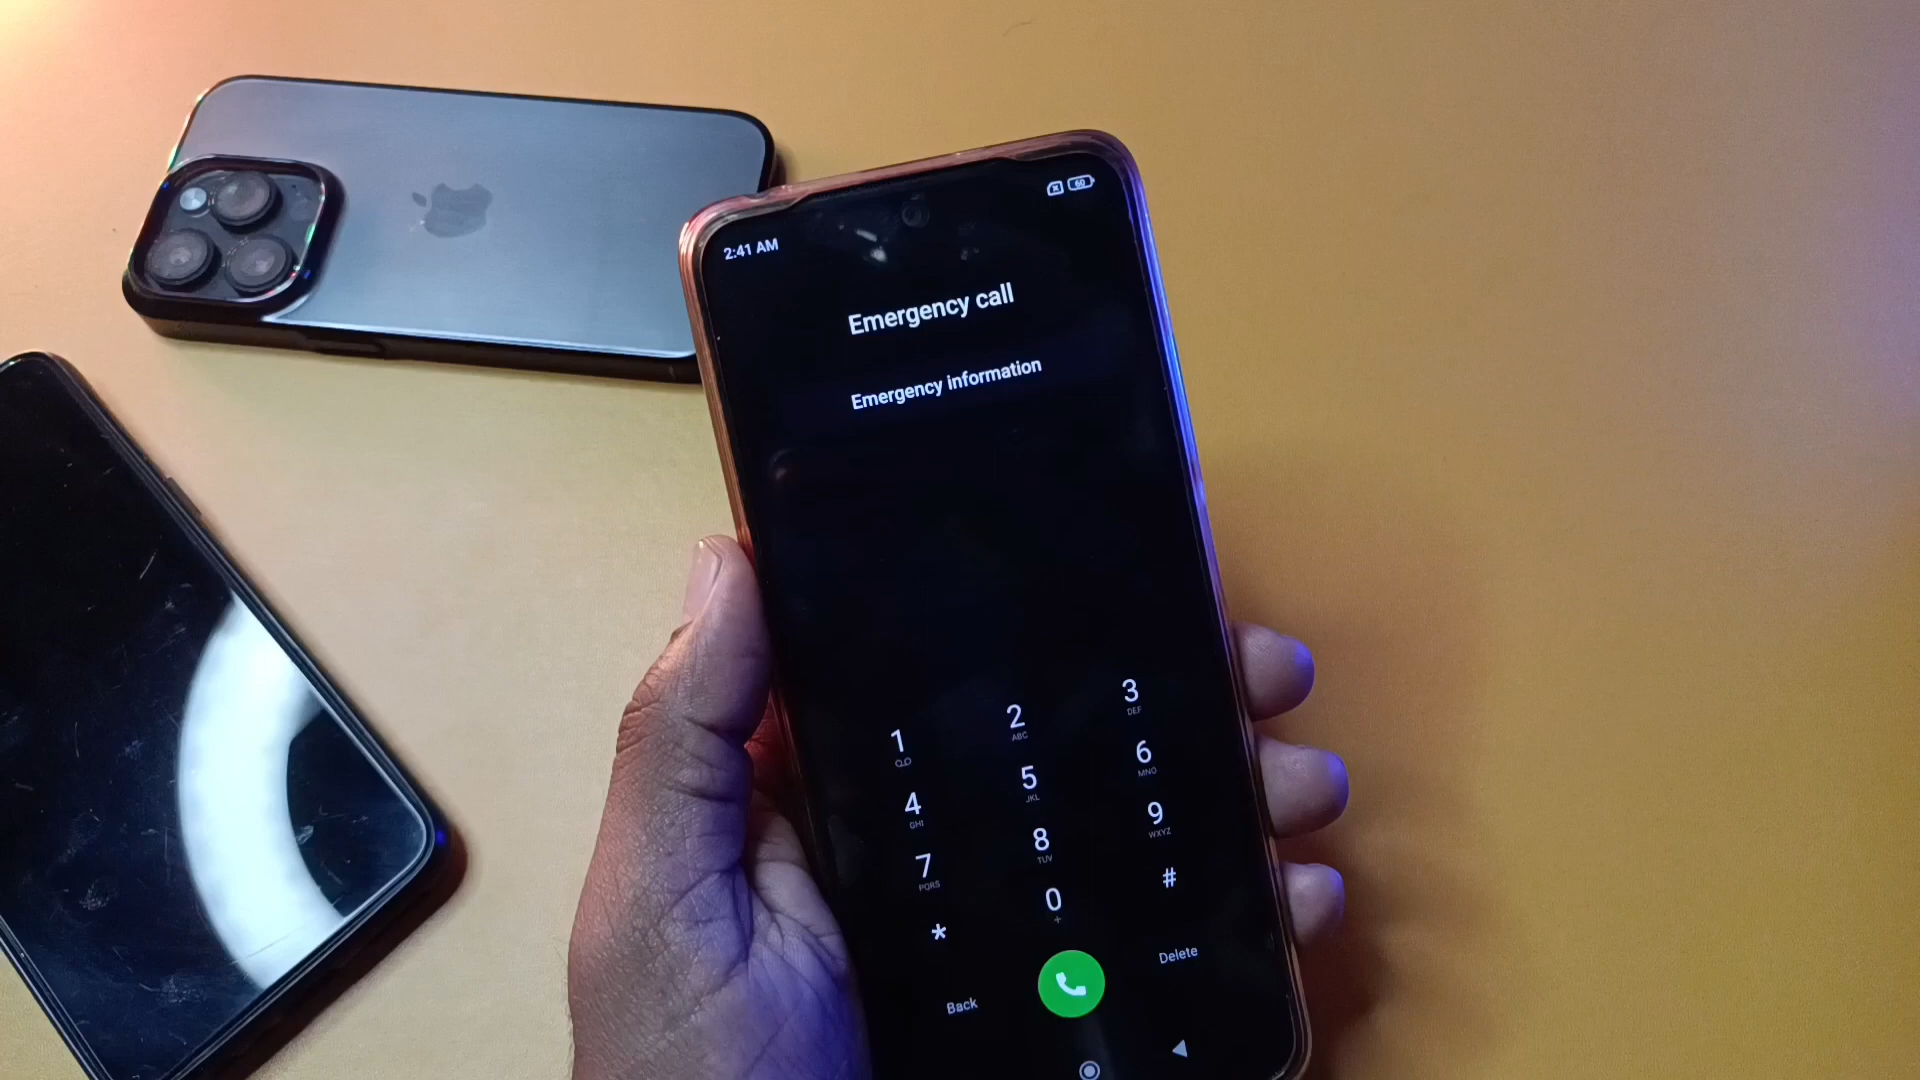 60
2:41 AM
Emergency call
Emergency information
1
2 ABC
3 DEF
4 GHI
5 JKL
6 MNO
7 PQRS
8 TUV
9 WXYZ
*
0 +
#
Back
Delete